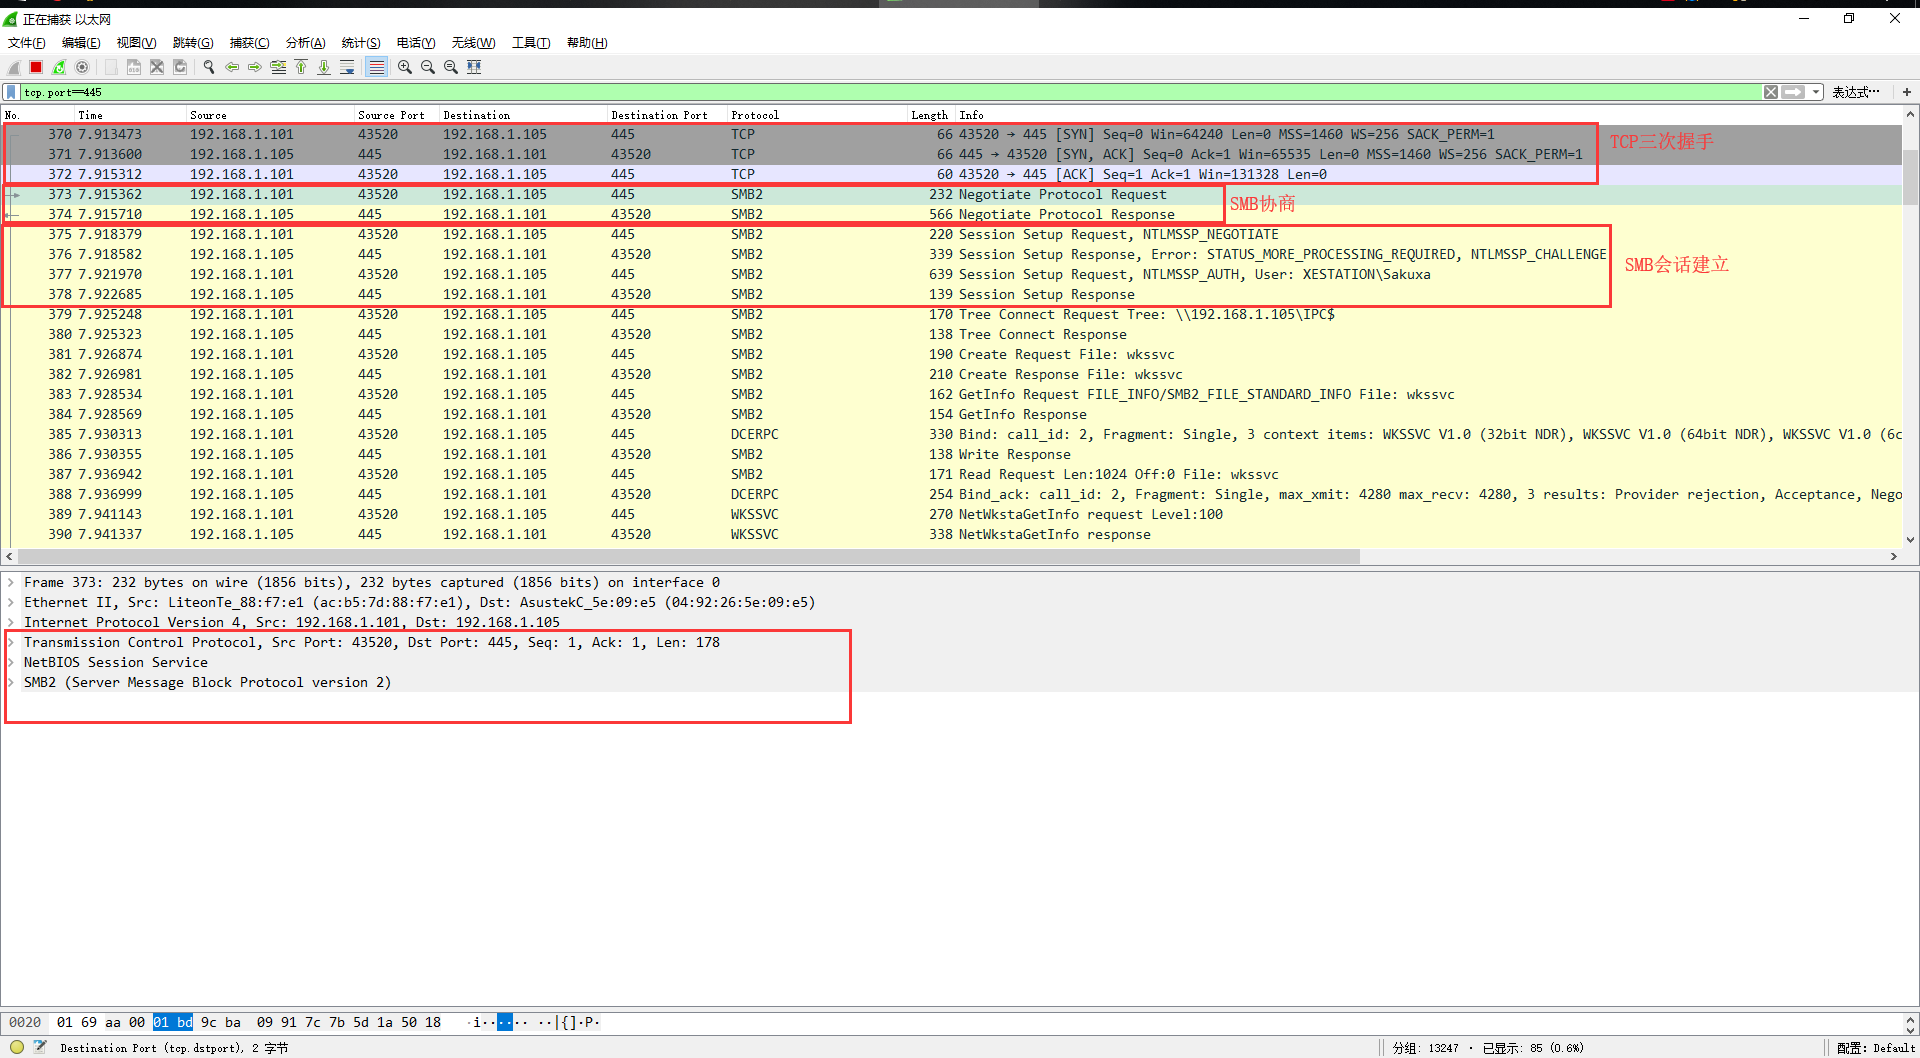 正在捕获 以太网
文件(F) 编辑(E) 视图(V) 跳转(G) 捕获(C) 分析(A) 统计(S) 电话(Y) 无线(W) 工具(T) 帮助(H)
tcp.port==445 表达式… +
No. Time Source Source Port Destination Destination Port Protocol Length Info
370 7.913473 192.168.1.101 43520 192.168.1.105 445 TCP 66 43520 → 445 [SYN] Seq=0 Win=64240 Len=0 MSS=1460 WS=256 SACK_PERM=1
TCP三次握手
371 7.913600 192.168.1.105 445 192.168.1.101 43520 TCP 66 445 → 43520 [SYN, ACK] Seq=0 Ack=1 Win=65535 Len=0 MSS=1460 WS=256 SACK_PERM=1
372 7.915312 192.168.1.101 43520 192.168.1.105 445 TCP 60 43520 → 445 [ACK] Seq=1 Ack=1 Win=131328 Len=0
373 7.915362 192.168.1.101 43520 192.168.1.105 445 SMB2 232 Negotiate Protocol Request
SMB协商
374 7.915710 192.168.1.105 445 192.168.1.101 43520 SMB2 566 Negotiate Protocol Response
375 7.918379 192.168.1.101 43520 192.168.1.105 445 SMB2 220 Session Setup Request, NTLMSSP_NEGOTIATE
376 7.918582 192.168.1.105 445 192.168.1.101 43520 SMB2 339 Session Setup Response, Error: STATUS_MORE_PROCESSING_REQUIRED, NTLMSSP_CHALLENGE
SMB会话建立
377 7.921970 192.168.1.101 43520 192.168.1.105 445 SMB2 639 Session Setup Request, NTLMSSP_AUTH, User: XESTATION\Sakuxa
378 7.922685 192.168.1.105 445 192.168.1.101 43520 SMB2 139 Session Setup Response
379 7.925248 192.168.1.101 43520 192.168.1.105 445 SMB2 170 Tree Connect Request Tree: \\192.168.1.105\IPC$
380 7.925323 192.168.1.105 445 192.168.1.101 43520 SMB2 138 Tree Connect Response
381 7.926874 192.168.1.101 43520 192.168.1.105 445 SMB2 190 Create Request File: wkssvc
382 7.926981 192.168.1.105 445 192.168.1.101 43520 SMB2 210 Create Response File: wkssvc
383 7.928534 192.168.1.101 43520 192.168.1.105 445 SMB2 162 GetInfo Request FILE_INFO/SMB2_FILE_STANDARD_INFO File: wkssvc
384 7.928569 192.168.1.105 445 192.168.1.101 43520 SMB2 154 GetInfo Response
385 7.930313 192.168.1.101 43520 192.168.1.105 445 DCERPC 330 Bind: call_id: 2, Fragment: Single, 3 context items: WKSSVC V1.0 (32bit NDR), WKSSVC V1.0 (64bit NDR), WKSSVC V1.0 (6c
386 7.930355 192.168.1.105 445 192.168.1.101 43520 SMB2 138 Write Response
387 7.936942 192.168.1.101 43520 192.168.1.105 445 SMB2 171 Read Request Len:1024 Off:0 File: wkssvc
388 7.936999 192.168.1.105 445 192.168.1.101 43520 DCERPC 254 Bind_ack: call_id: 2, Fragment: Single, max_xmit: 4280 max_recv: 4280, 3 results: Provider rejection, Acceptance, Nego
389 7.941143 192.168.1.101 43520 192.168.1.105 445 WKSSVC 270 NetWkstaGetInfo request Level:100
390 7.941337 192.168.1.105 445 192.168.1.101 43520 WKSSVC 338 NetWkstaGetInfo response
Frame 373: 232 bytes on wire (1856 bits), 232 bytes captured (1856 bits) on interface 0
Ethernet II, Src: LiteonTe_88:f7:e1 (ac:b5:7d:88:f7:e1), Dst: AsustekC_5e:09:e5 (04:92:26:5e:09:e5)
Internet Protocol Version 4, Src: 192.168.1.101, Dst: 192.168.1.105
Transmission Control Protocol, Src Port: 43520, Dst Port: 445, Seq: 1, Ack: 1, Len: 178
NetBIOS Session Service
SMB2 (Server Message Block Protocol version 2)
0020 01 69 aa 00 01 bd 9c ba 09 91 7c 7b 5d 1a 50 18 ·i······ ··|{]·P·
Destination Port (tcp.dstport), 2 字节 分组: 13247 · 已显示: 85 (0.6%) 配置: Default